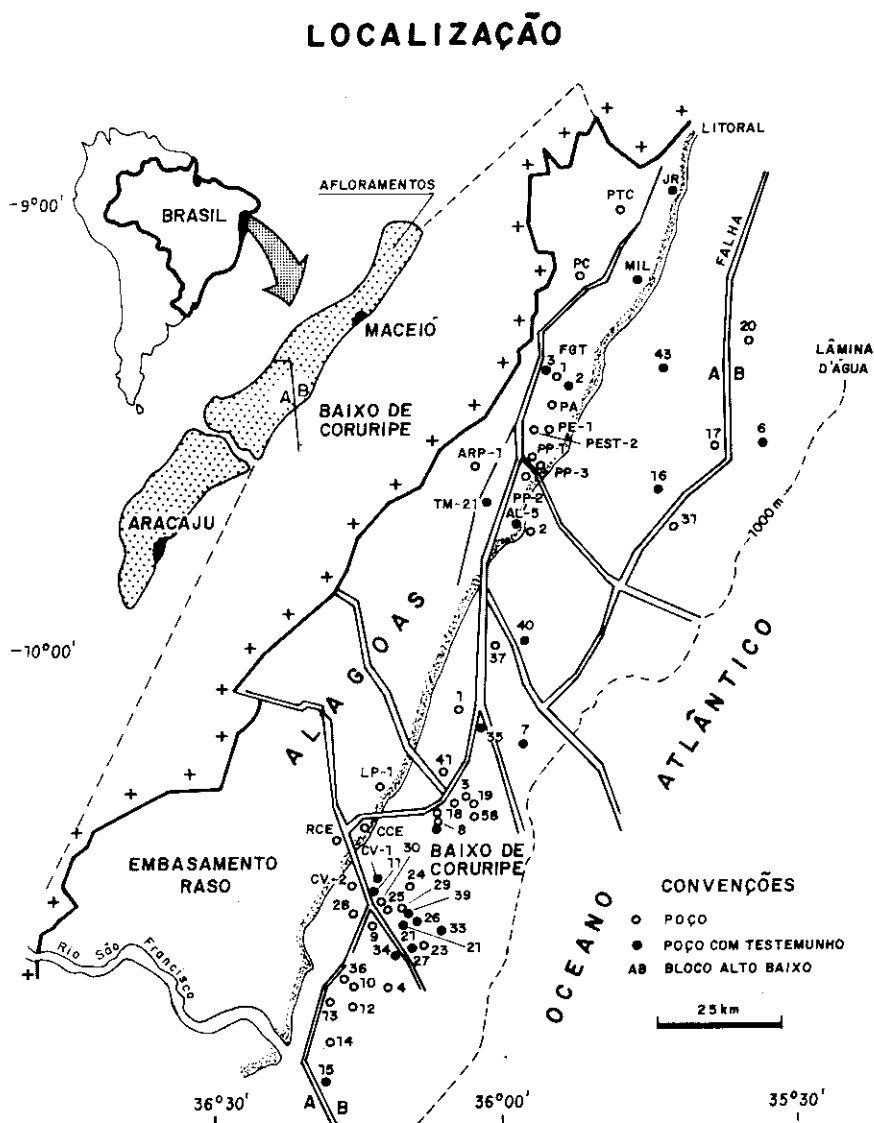 LOCALIZAÇÃO
LITORAL
AFLORAMENTOS
JR
-9°00'
BRASIL
PTC
FALHA
PC
MIL
MACEIÓ
20
LÂMINA
D'ÁGUA
3
FGT
1
2
43
A B
A B
BAIXO DE
CORURIPE
PA
PE-1
PEST-2
17
6
ARP-1
PP-1
PP-3
PP-2
TM-21
16
AL-5
2
31
1000m
ARACAJU
-10°00'
ALAGOAS
40
37
1
35
7
ATLÂNTICO
41
LP-1
3
19
18
58
8
RCE
CCE
EMBASAMENTO
RASO
BAIXO DE
CORURIPE
CV-1
11
30
CV-2
24
29
39
25
28
26
33
9
21
21
34
27
23
CONVENÇÕES
POÇO
POÇO COM TESTEMUNHO
AB BLOCO ALTO BAIXO
Rio São Francisco
36
10
4
13
12
OCEANO
25km
14
15
A B
36°30'
36°00'
35°30'